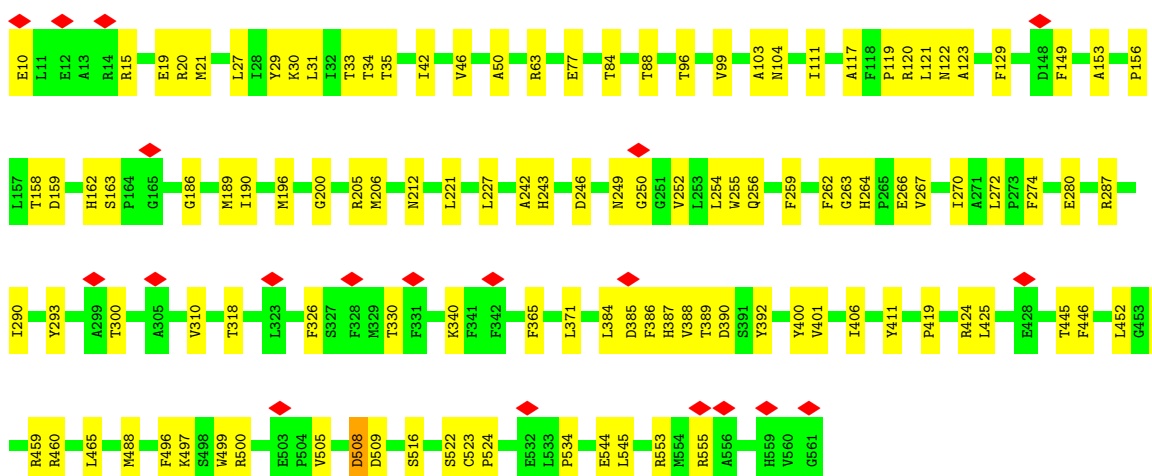 E10 L11 E12 A13 R14 R15 E19 R20 M21 L27 I28 Y29 K30 L31 I32 T33 T34 T35 I42 V46 A50 R63 E77 T84 T88 T96 V99 A103 N104 I111 A117 F118 P119 R120 L121 N122 A123 F129 D148 F149 A153 P156
L157 T158 D159 H162 S163 P164 G165 G186 M189 I190 M196 G200 R205 M206 N212 L221 L227 A242 H243 D246 N249 G250 G251 V252 L253 L254 W255 Q256 F259 F262 G263 H264 P265 E266 V267 I270 A271 L272 P273 F274 E280 R287
I290 Y293 A299 T300 A305 V310 T318 L323 F326 S327 F328 M329 T330 F331 K340 F341 F342 F365 L371 L384 D385 F386 H387 V388 T389 D390 S391 Y392 Y400 V401 I406 Y411 P419 R424 L425 E428 T445 F446 L452 G453
R459 R460 L465 M488 F496 K497 S498 W499 R500 E503 P504 V505 D508 D509 S516 S522 C523 P524 E532 L533 P534 E544 L545 R553 M554 R555 A556 H559 V560 G561